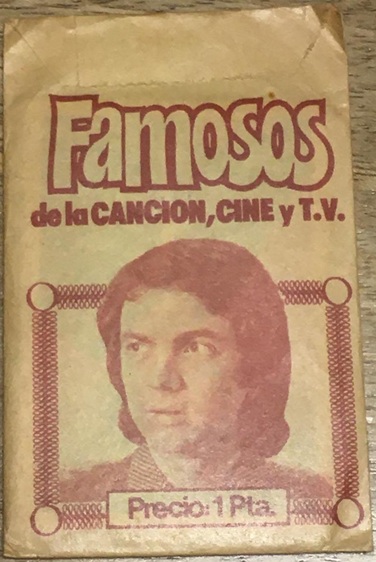 Famosos
de la CANCION, CINE y T.V.
Precio: 1 Pta.